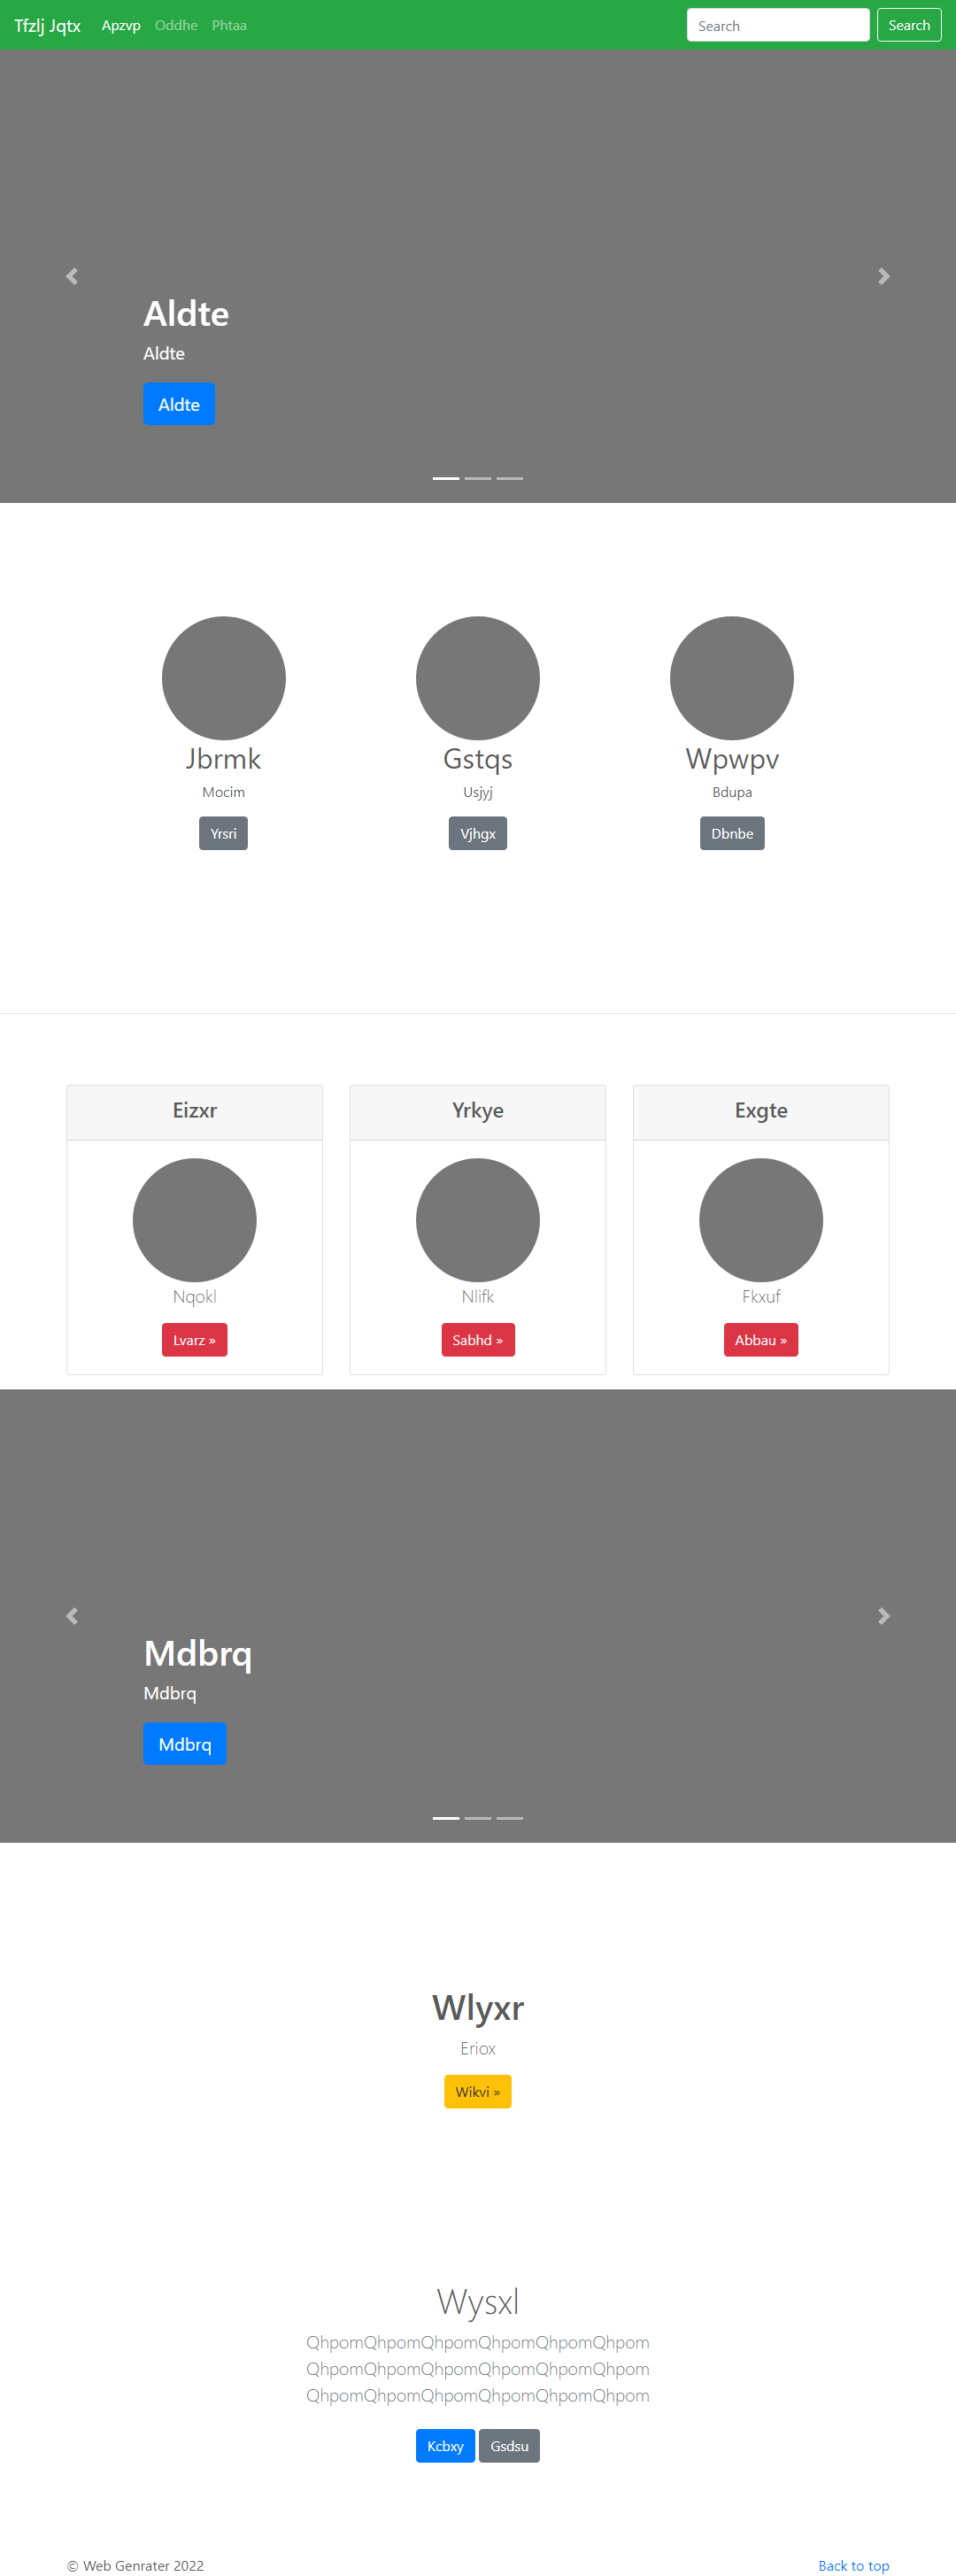 Tfzlj Jqtx Apzvp Oddhe Phtaa Search Search
Aldte
Aldte
Aldte
Jbrmk Gstqs Wpwpv
Mocim Usjyj Bdupa
Yrsri Vjhgx Dbnbe
Eizxr Yrkye Exgte
Nqokl Nlifk Fkxuf
Lvarz » Sabhd » Abbau »
Mdbrq
Mdbrq
Mdbrq
Wlyxr
Eriox
Wikvi »
Wysxl
QhpomQhpomQhpomQhpomQhpomQhpom
QhpomQhpomQhpomQhpomQhpomQhpom
QhpomQhpomQhpomQhpomQhpomQhpom
Kcbxy Gsdsu
© Web Genrater 2022 Back to top